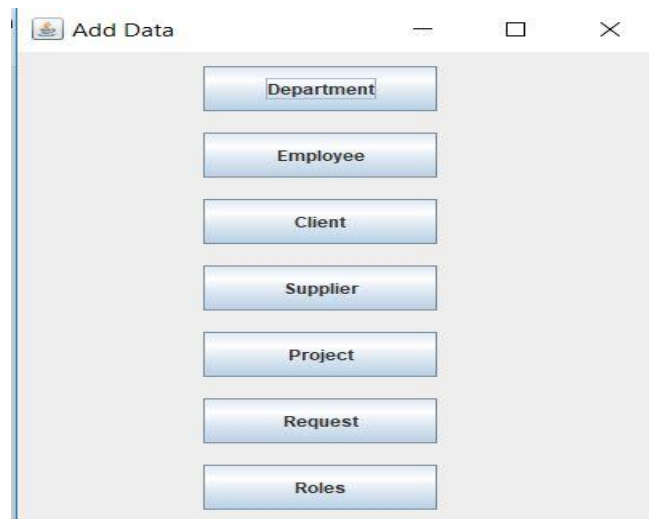 Add Data
Department
Employee
Client
Supplier
Project
Request
Roles